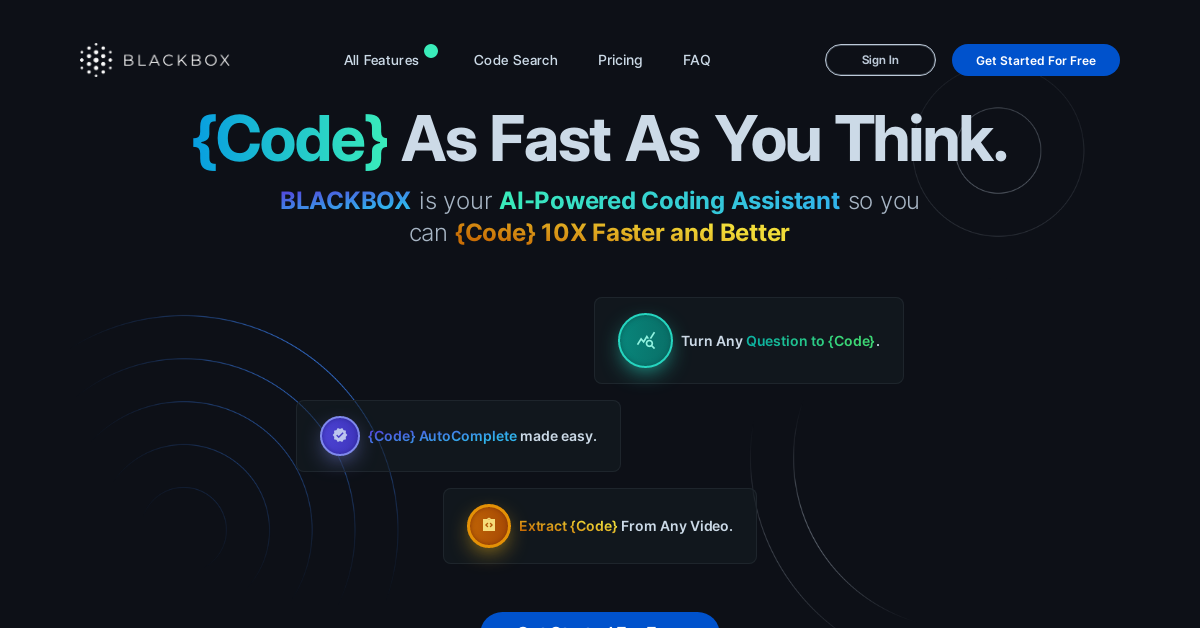 BLACKBOX
All Features
Code Search
Pricing
FAQ
Sign In
Get Started For Free
{Code} As Fast As You Think.
BLACKBOX is your AI-Powered Coding Assistant so you
can {Code} 10X Faster and Better
Turn Any Question to {Code}.
{Code} AutoComplete made easy.
Extract {Code} From Any Video.